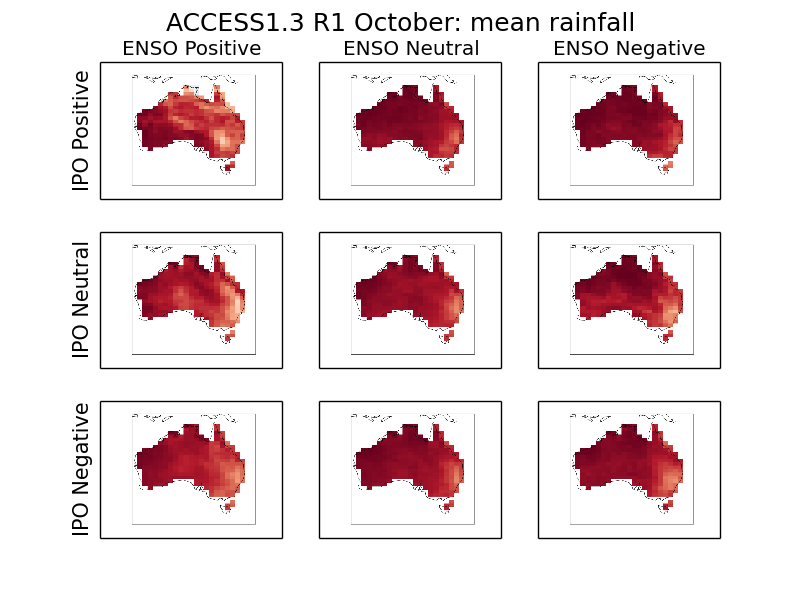 ACCESS1.3 R1 October: mean rainfall
ENSO Positive ENSO Neutral ENSO Negative
IPO Positive
IPO Neutral
IPO Negative